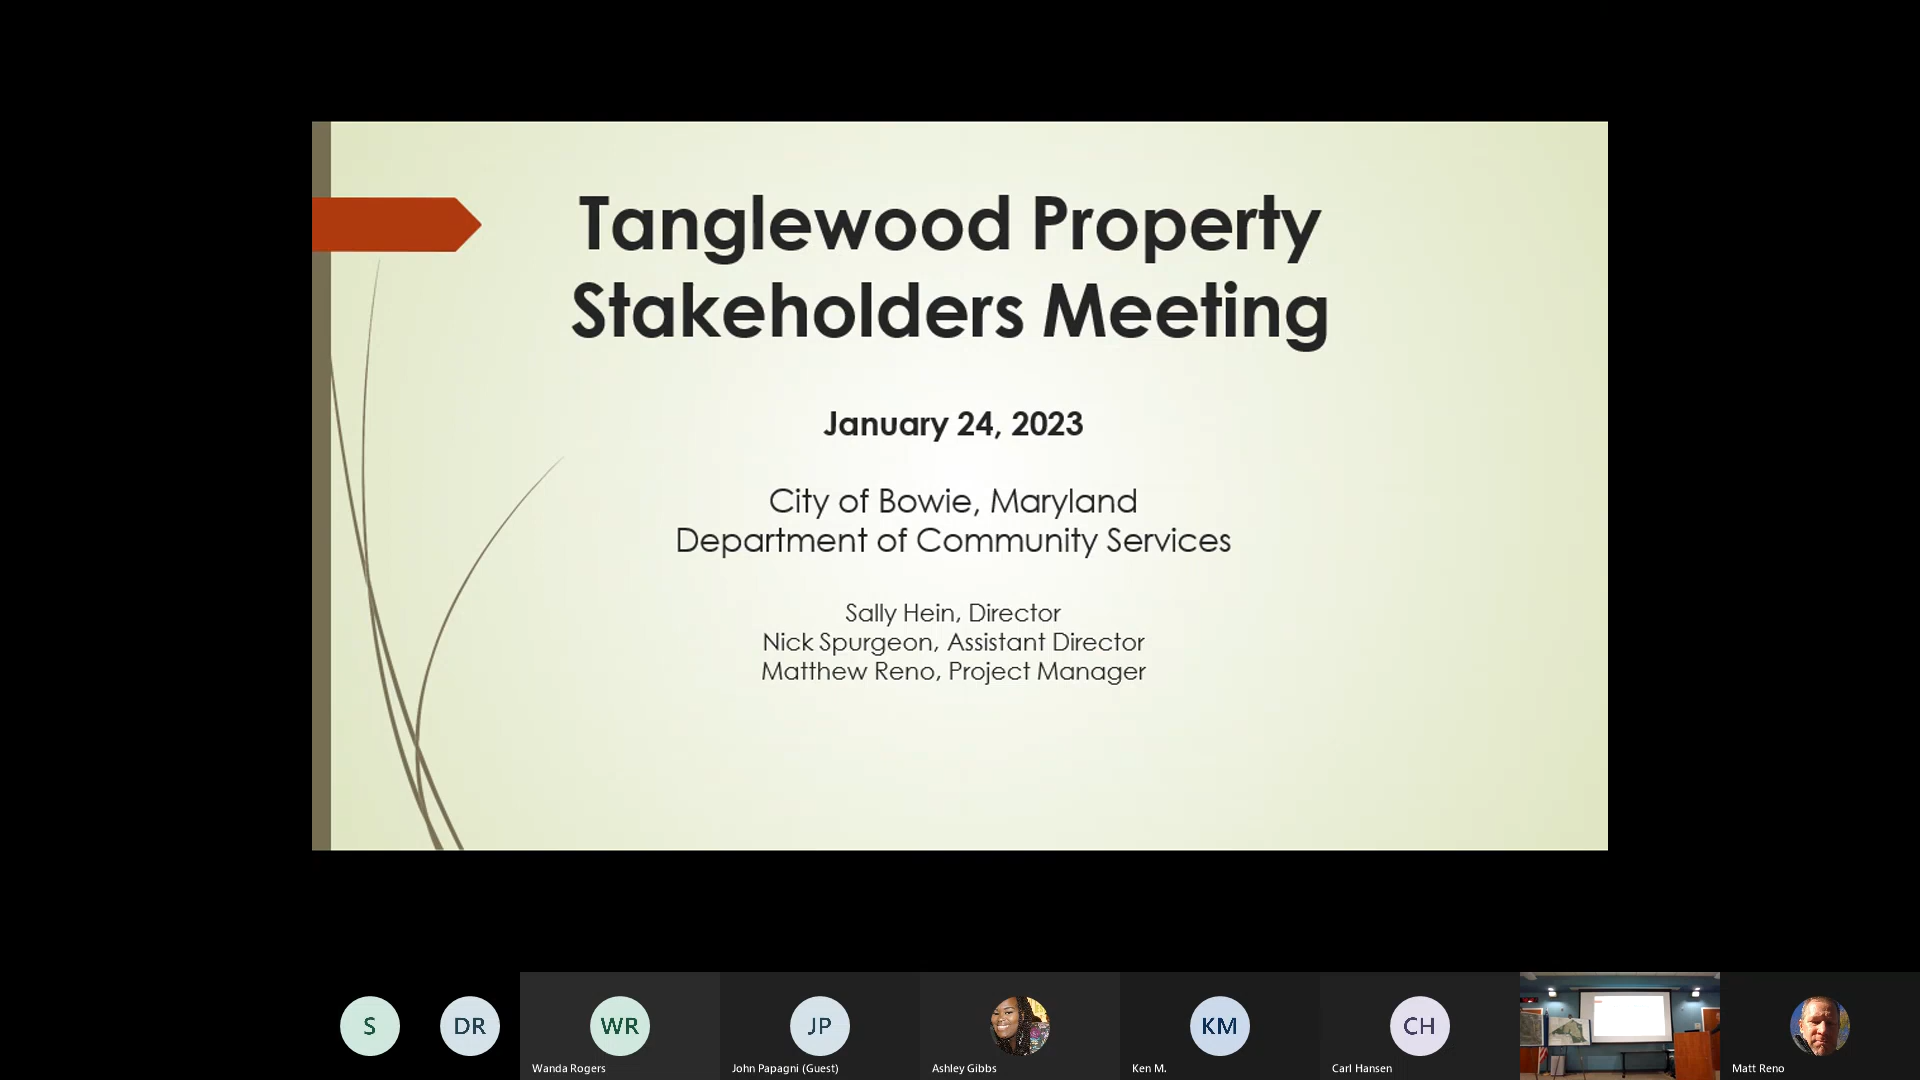 Tanglewood Property
Stakeholders Meeting
January 24, 2023
City of Bowie, Maryland
Department of Community Services
Sally Hein, Director
Nick Spurgeon, Assistant Director
Matthew Reno, Project Manager
S
DR
WR
JP
KM
CH
Wanda Rogers
John Papagni (Guest)
Ashley Gibbs
Ken M.
Carl Hansen
Matt Reno